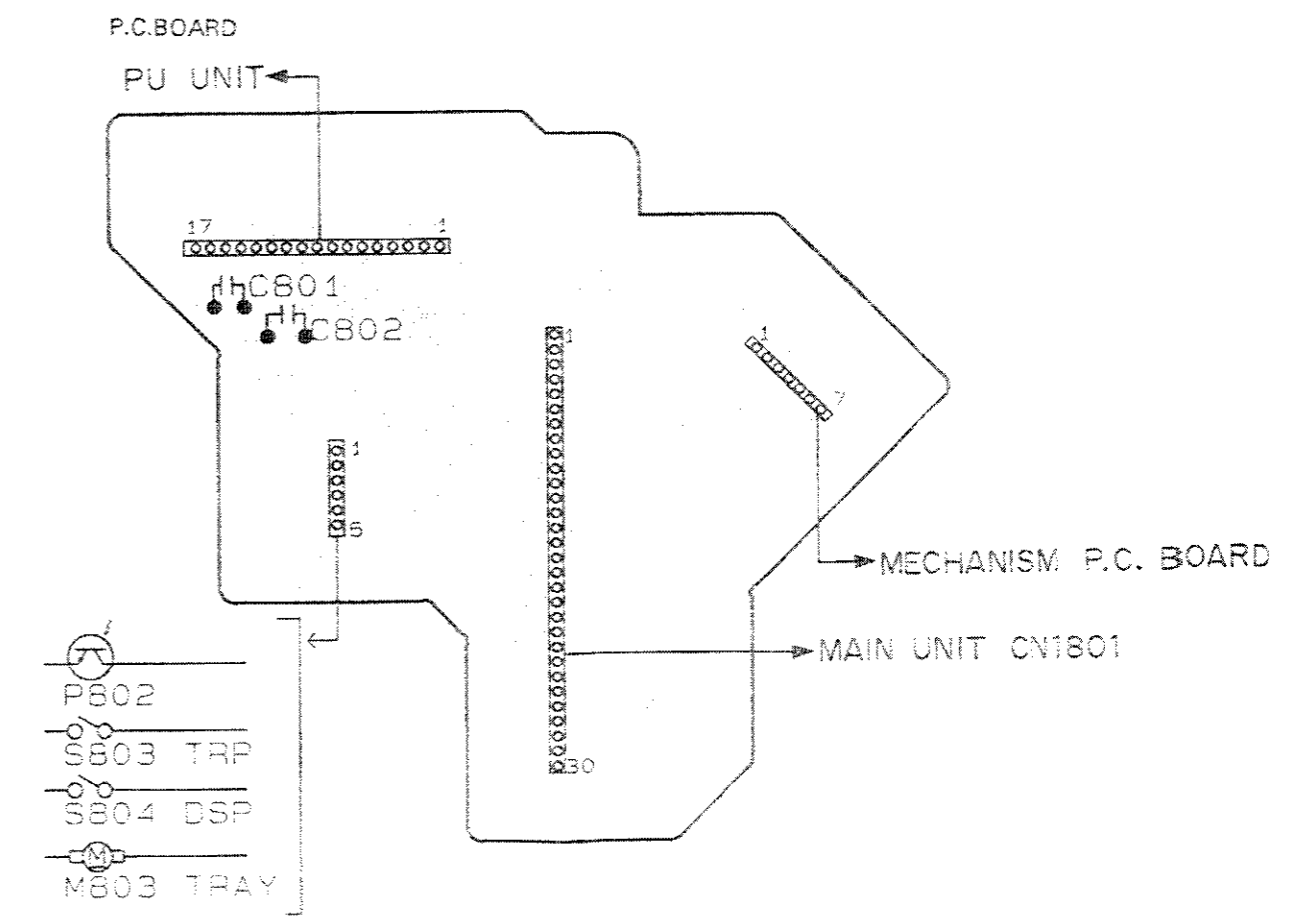 P.C.BOARD
PU UNIT
17 1
C801
C802
1
1
7
1
6
MECHANISM P.C. BOARD
MAIN UNIT CN1801
P802
S803 TRP
30
S804 DSP
M
M803 TRAY